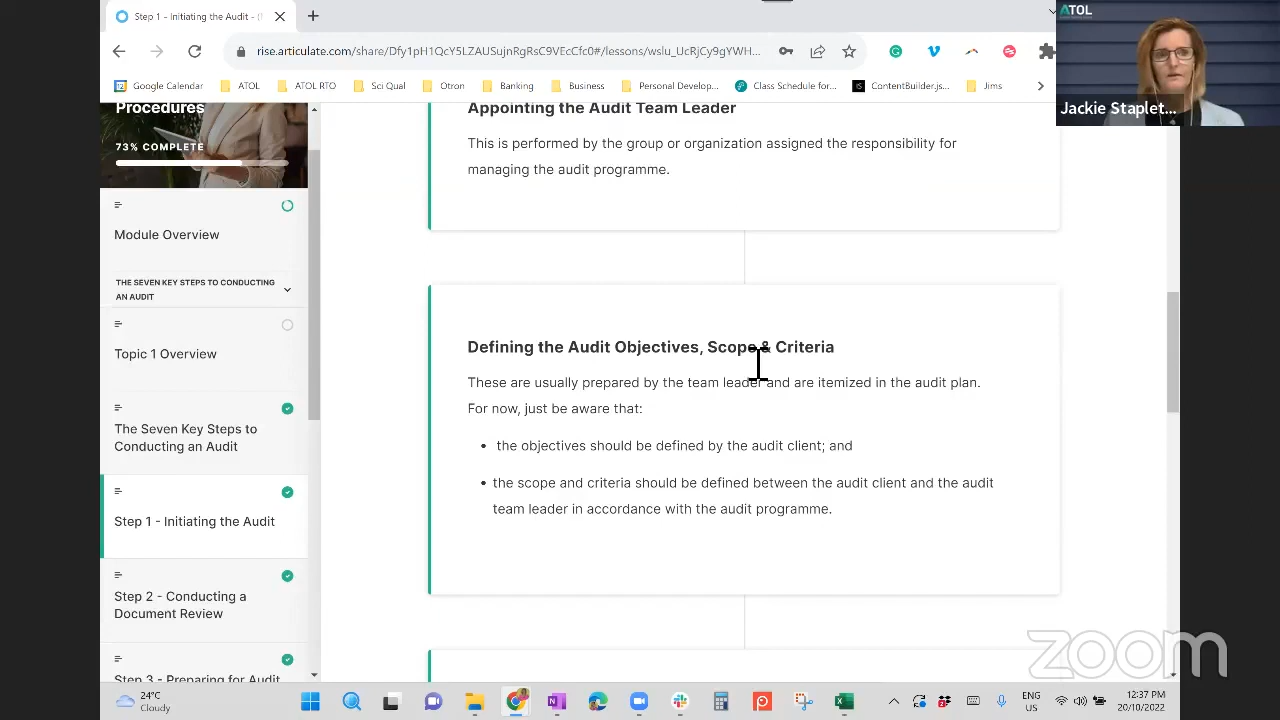 Step 1 - Initiating the Audit - (
rise.articulate.com/share/Dfy1pH1QcY5LZAUSujnRgRsC9VEcCfc0#/lessons/wslu_UcRjCy9gYWH...
Google Calendar
ATOL
ATOL RTO
Sci Qual
Otron
Banking
Business
Personal Develop...
Class Schedule for...
ContentBuilder.js...
Jims
ATOL
Jackie Staplet...
Procedures
73% COMPLETE
Module Overview
THE SEVEN KEY STEPS TO CONDUCTING
AN AUDIT
Topic 1 Overview
The Seven Key Steps to
Conducting an Audit
Step 1 - Initiating the Audit
Step 2 - Conducting a
Document Review
Step 3 - Preparing for Audit
Appointing the Audit Team Leader
This is performed by the group or organization assigned the responsibility for
managing the audit programme.
Defining the Audit Objectives, Scope & Criteria
These are usually prepared by the team leader and are itemized in the audit plan.
For now, just be aware that:
• the objectives should be defined by the audit client; and
• the scope and criteria should be defined between the audit client and the audit
team leader in accordance with the audit programme.
zoom
24°C
Cloudy
ENG
US
12:37 PM
20/10/2022